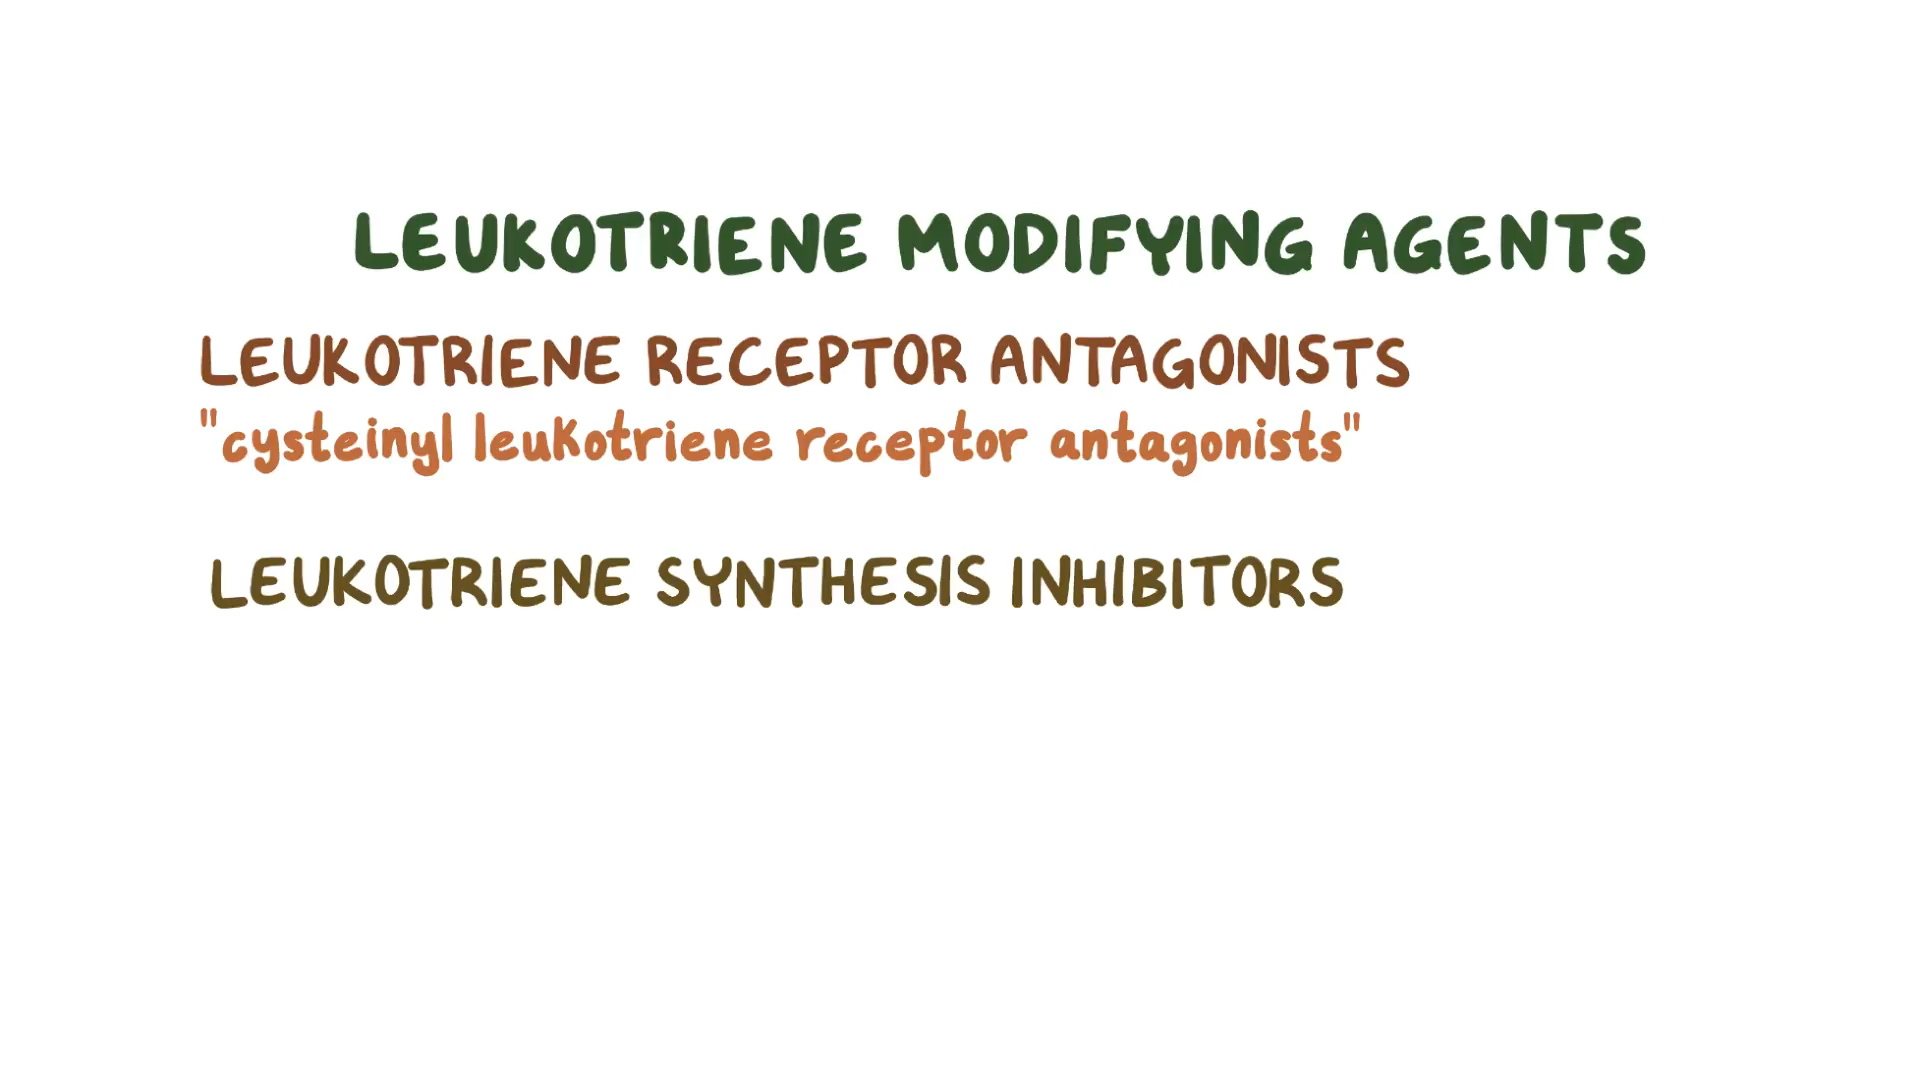 LEUKOTRIENE MODIFYING AGENTS
LEUKOTRIENE RECEPTOR ANTAGONISTS
"cysteinyl leukotriene receptor antagonists"
LEUKOTRIENE SYNTHESIS INHIBITORS